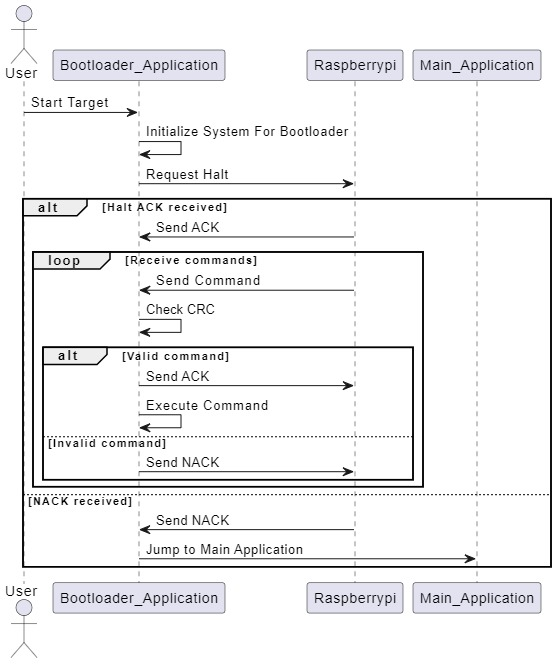 User
Bootloader_Application
Raspberrypi
Main_Application
Start Target
Initialize System For Bootloader
Request Halt
alt
[Halt ACK received]
Send ACK
loop
[Receive commands]
Send Command
Check CRC
alt
[Valid command]
Send ACK
Execute Command
[Invalid command]
Send NACK
[NACK received]
Send NACK
Jump to Main Application
User
Bootloader_Application
Raspberrypi
Main_Application